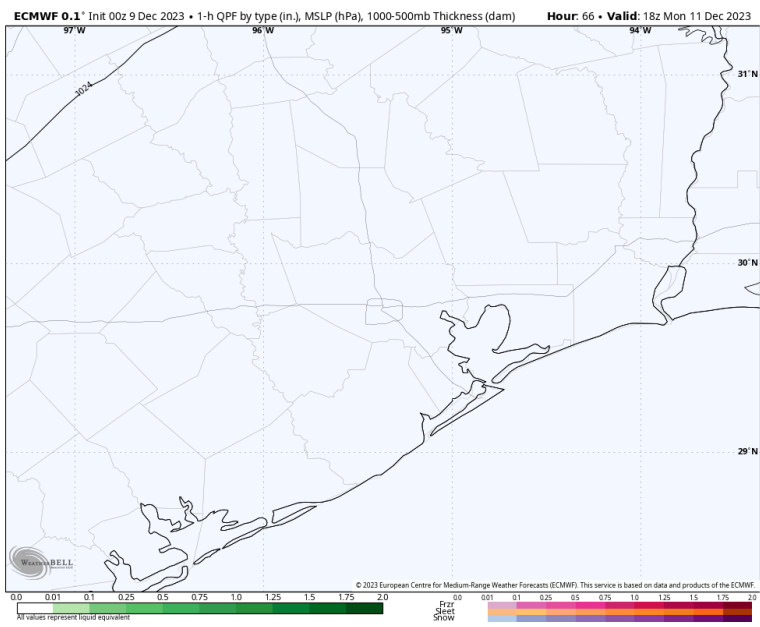 ECMWF 0.1° Init 00z 9 Dec 2023 • 1-h QPF by type (in.), MSLP (hPa), 1000-500mb Thickness (dam) Hour: 66 • Valid: 18z Mon 11 Dec 2023
97°W 96°W 95°W 94°W
31°N
1024
30°N
29°N
WeatherBELL
© 2023 European Centre for Medium-Range Weather Forecasts (ECMWF). This service is based on data and products of the ECMWF.
0.0 0.01 0.1 0.25 0.5 0.75 1.0 1.25 1.5 1.75 2.0
All values represent liquid equivalent
0.0 0.01 0.1 0.25 0.5 0.75 1.0 1.25 1.5 1.75 2.0
Frzr
Sleet
Snow